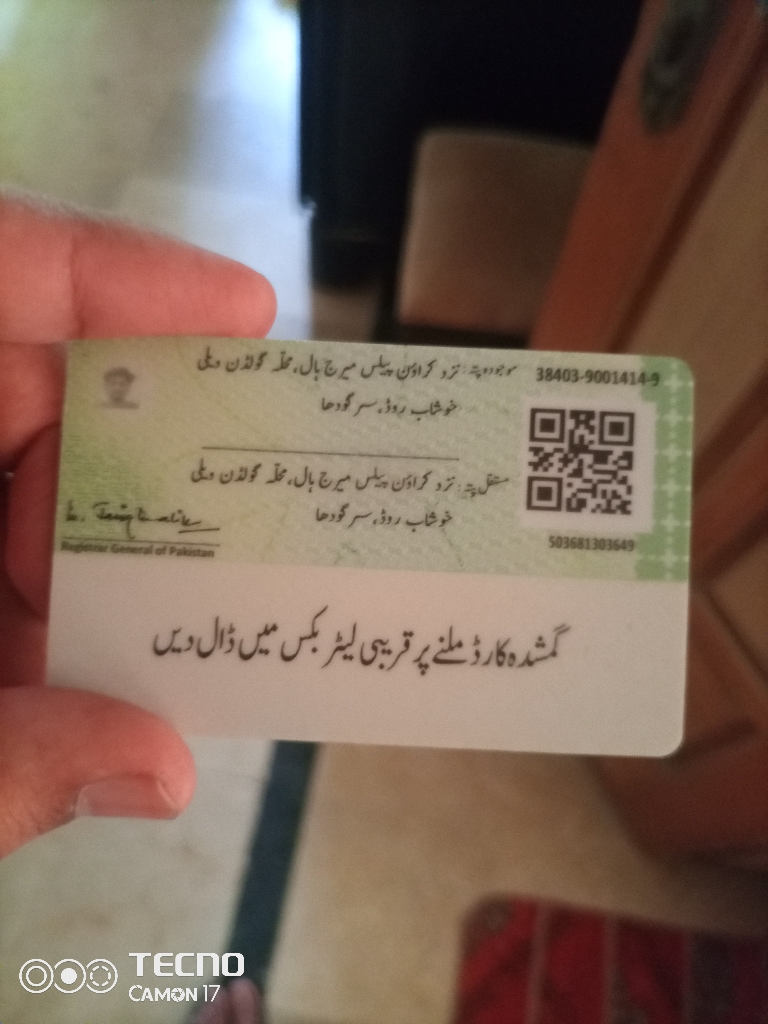 موجودہ پتہ: نزد کراؤن پیلس میرج ہال، محلہ گولڈن ویلی
خوشاب روڈ، سرگودھا
38403-9001414-9
مستقل پتہ: نزد کراؤن پیلس میرج ہال، محلہ گولڈن ویلی
خوشاب روڈ، سرگودھا
503681303649
Registrar General of Pakistan
گمشدہ کارڈ ملنے پر قریبی لیٹر بکس میں ڈال دیں
TECNO
CAMON 17